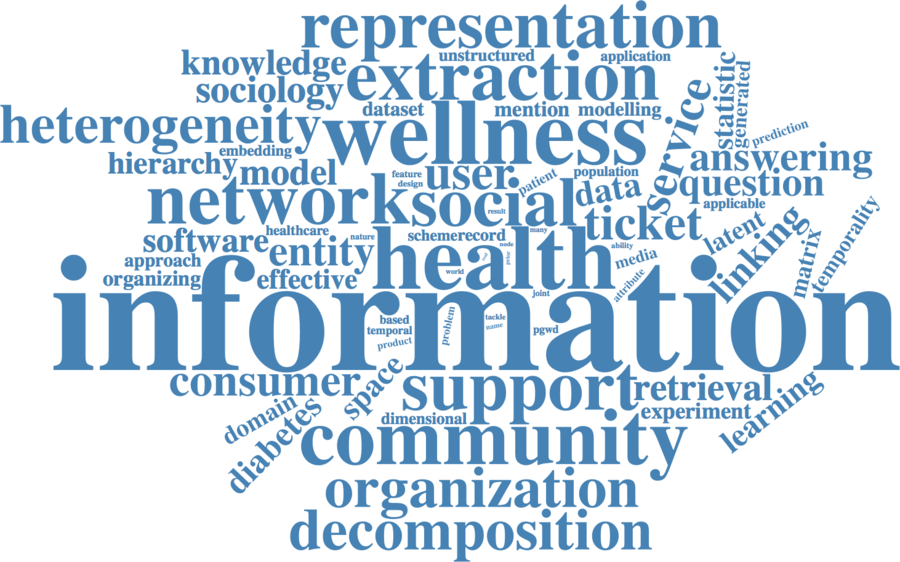 representation
unstructured
application
knowledge
extraction
sociology
statistic
generated
service
dataset
mention
modelling
heterogeneity
wellness
prediction
embedding
answering
hierarchy
model
feature
user
population
design
patient
data
question
network
social
result
applicable
ticket
healthcare
many
latent
linking
temporality
software
nature
schemerecord
entity
health
node
ability
matrix
approach
media
organizing
effective
world
attribute
information
joint
based
problem
tackle
temporal
name
pgwd
product
consumer
space
support
retrieval
learning
domain
experiment
diabetes
dimensional
community
organization
decomposition